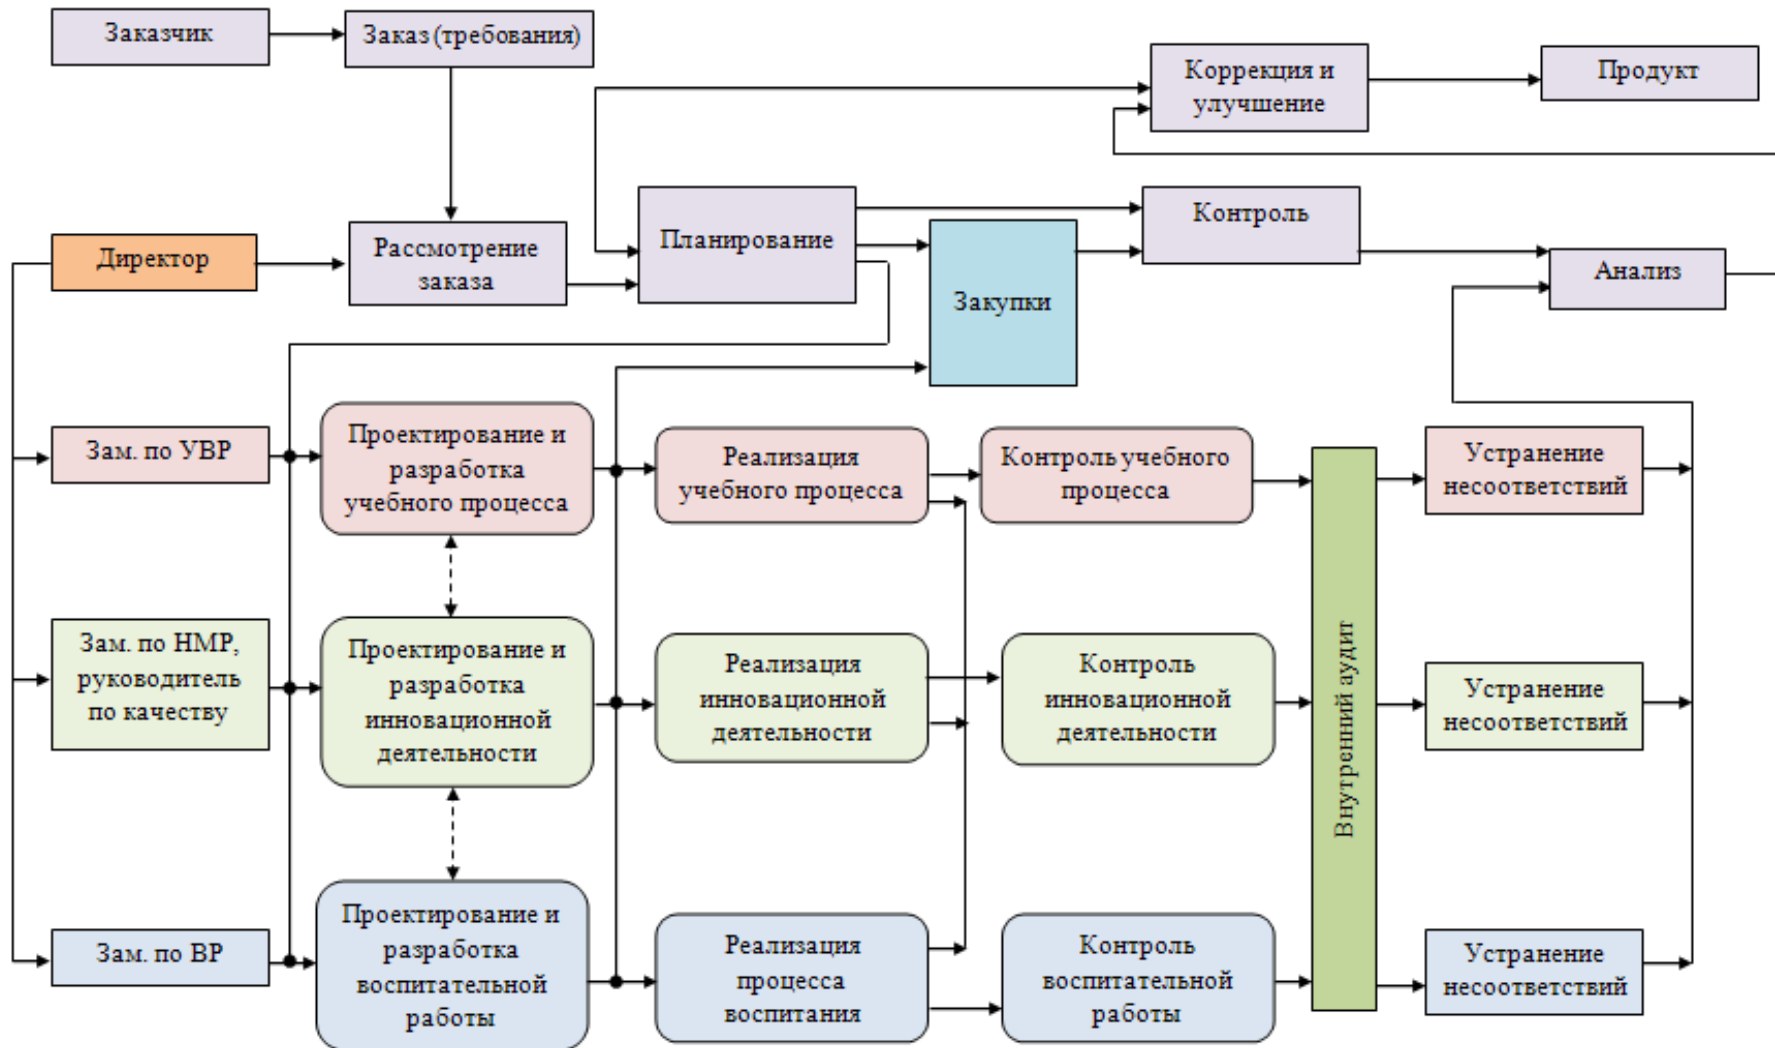 Заказчик
Заказ (требования)
Коррекция и
улучшение
Продукт
Директор
Рассмотрение
заказа
Планирование
Закупки
Контроль
Анализ
Зам. по УВР
Проектирование и
разработка
учебного процесса
Реализация
учебного процесса
Контроль учебного
процесса
Внутренний аудит
Устранение
несоответствий
Зам. по НМР,
руководитель
по качеству
Проектирование и
разработка
инновационной
деятельности
Реализация
инновационной
деятельности
Контроль
инновационной
деятельности
Устранение
несоответствий
Зам. по ВР
Проектирование и
разработка
воспитательной
работы
Реализация
процесса
воспитания
Контроль
воспитательной
работы
Устранение
несоответствий